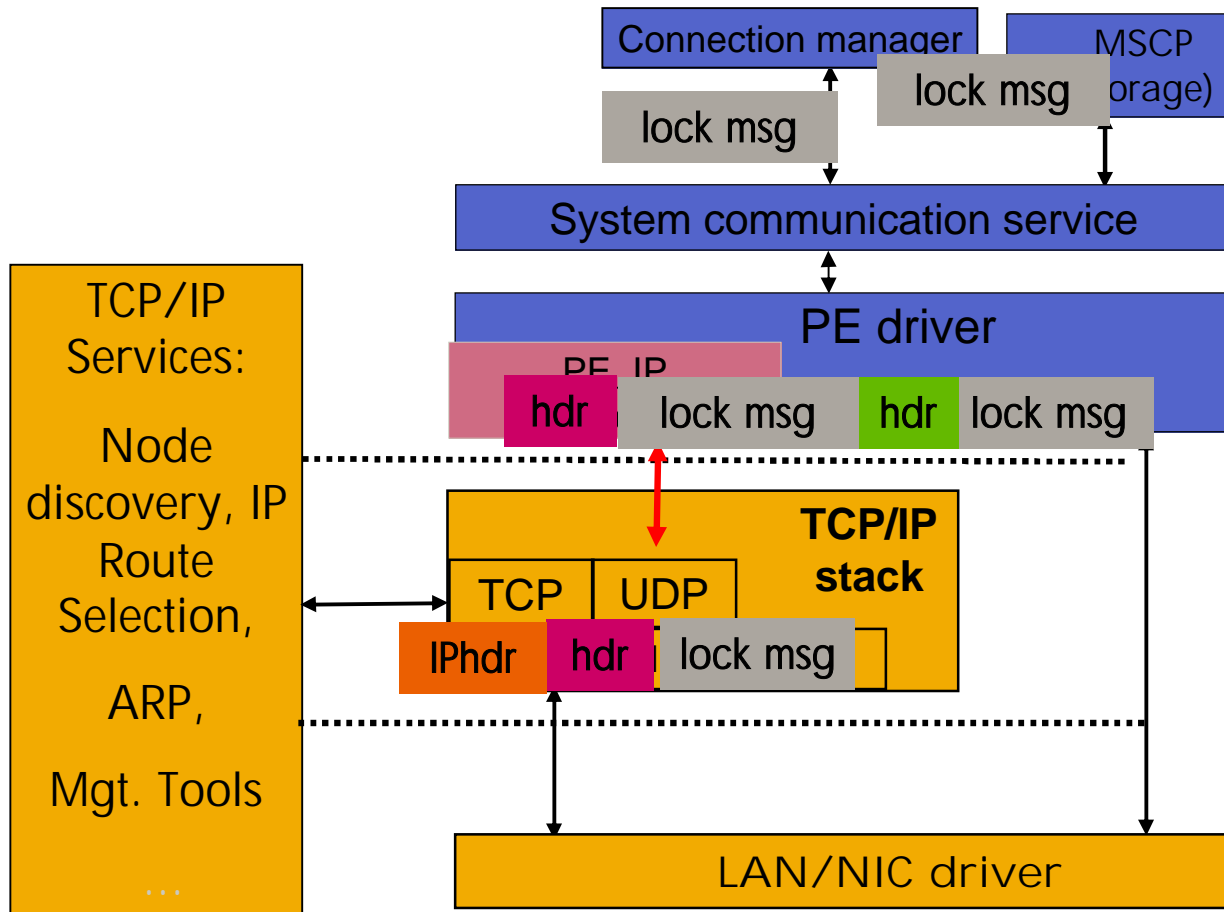 Connection manager
MSCP
orage)
lock msg
lock msg
System communication service
PE driver
PE IP
hdr
lock msg
hdr
lock msg
TCP/IP
Services:
Node
discovery, IP
Route
Selection,
ARP,
Mgt. Tools
...
TCP/IP
stack
TCP
UDP
IPhdr
hdr
lock msg
LAN/NIC driver